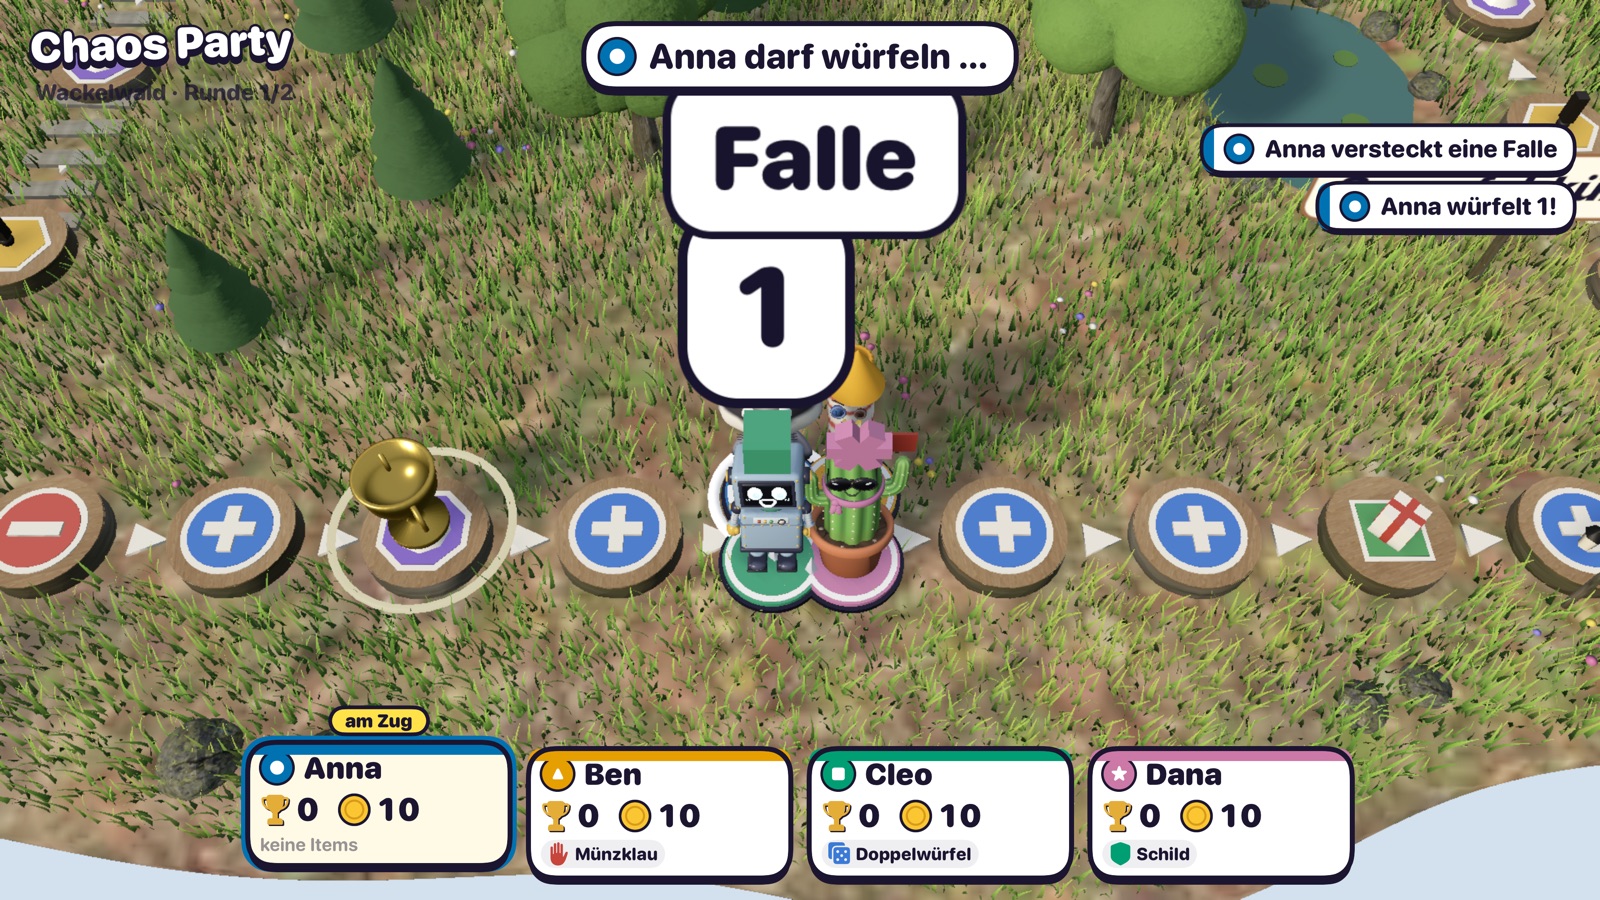 Chaos Party
Wackelwald · Runde 1/2
Anna darf würfeln ...
Falle
1
Anna versteckt eine Falle
Anna würfelt 1!
am Zug
Anna
0 10
keine Items
Ben
0 10
Münzklau
Cleo
0 10
Doppelwürfel
Dana
0 10
Schild